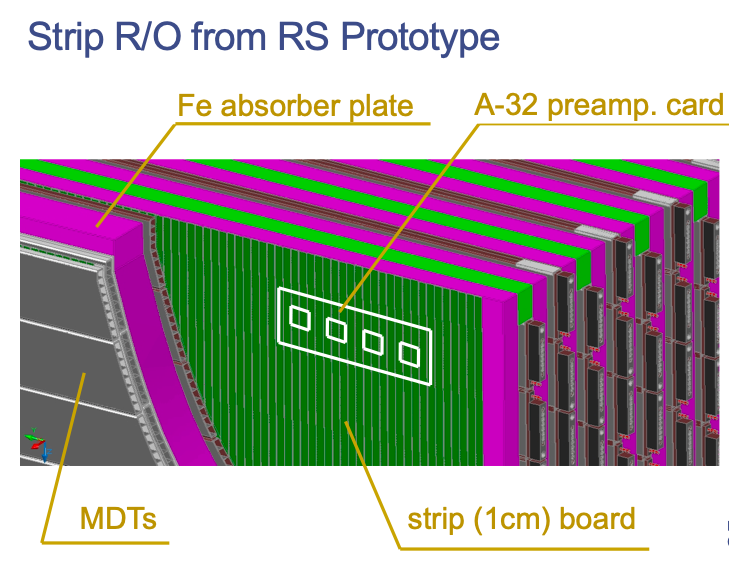 Strip R/O from RS Prototype
Fe absorber plate
A-32 preamp. card
MDTs
strip (1cm) board